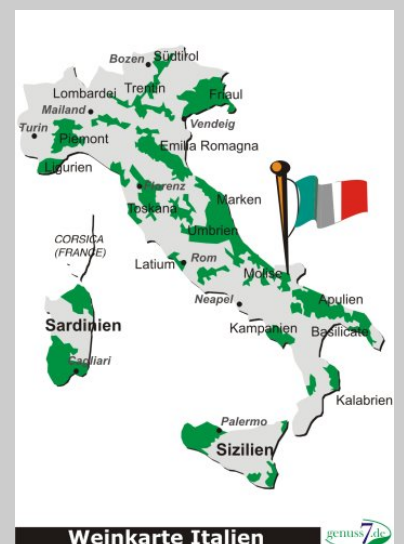 Bozen
Südtirol
Lombardei
Trentin
Friaul
Mailand
Vendeig
Turin
Piemont
Emilia Romagna
Ligurien
Florenz
Toskana
Marken
Umbrien
CORSICA
(FRANCE)
Latium
Rom
Molise
Neapel
Apulien
Kampanien
Basilicate
Sardinien
Cagliari
Kalabrien
Palermo
Sizilien
Weinkarte Italien
genuss7.de